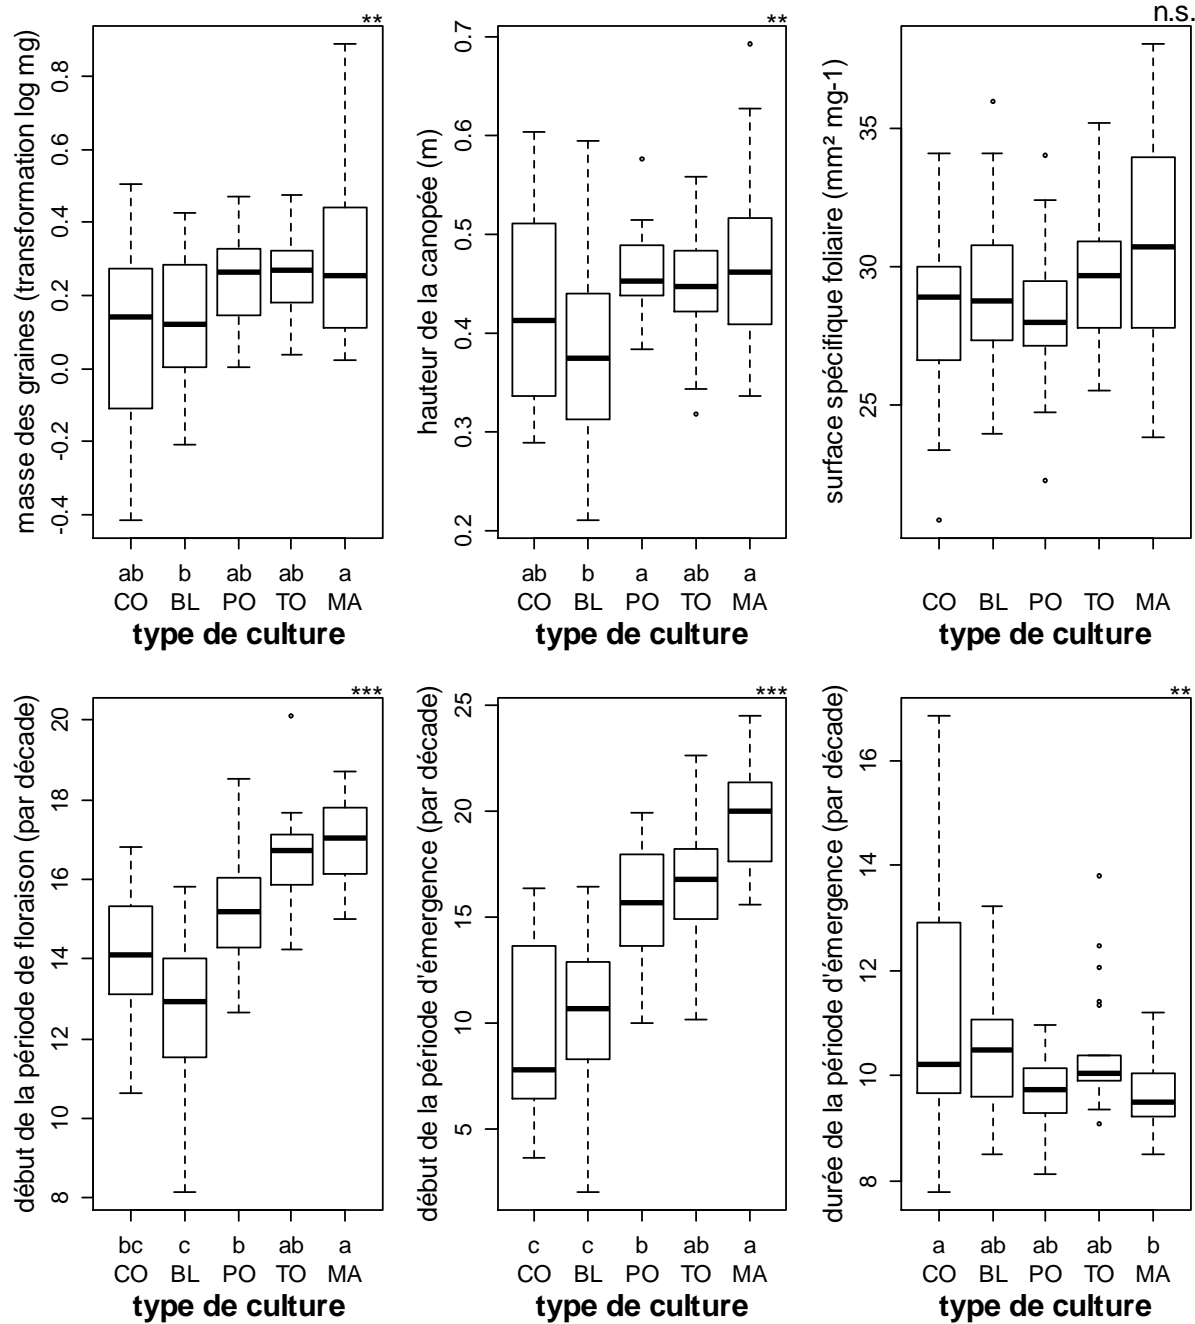 **
masse des graines (transformation log mg)
0.8
0.6
0.4
0.2
0.0
-0.2
-0.4
ab b ab ab a
CO BL PO TO MA
type de culture
**
hauteur de la canopée (m)
0.7
0.6
0.5
0.4
0.3
0.2
ab b a ab a
CO BL PO TO MA
type de culture
n.s.
surface spécifique foliaire (mm² mg-1)
35
30
25
CO BL PO TO MA
type de culture
***
début de la période de floraison (par décade)
20
18
16
14
12
10
8
bc c b ab a
CO BL PO TO MA
type de culture
***
début de la période d'émergence (par décade)
25
20
15
10
5
c c b ab a
CO BL PO TO MA
type de culture
**
durée de la période d'émergence (par décade)
16
14
12
10
8
a ab ab ab b
CO BL PO TO MA
type de culture